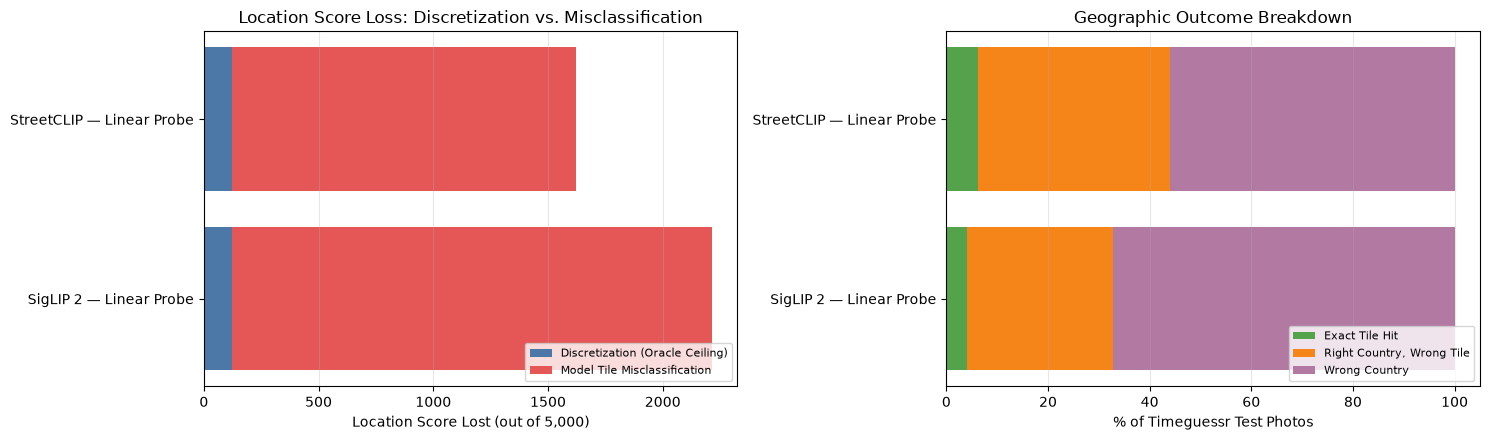 Location Score Loss: Discretization vs. Misclassification
StreetCLIP — Linear Probe
SigLIP 2 — Linear Probe
Discretization (Oracle Ceiling)
Model Tile Misclassification
0 500 1000 1500 2000
Location Score Lost (out of 5,000)
Geographic Outcome Breakdown
StreetCLIP — Linear Probe
SigLIP 2 — Linear Probe
Exact Tile Hit
Right Country, Wrong Tile
Wrong Country
0 20 40 60 80 100
% of Timeguessr Test Photos